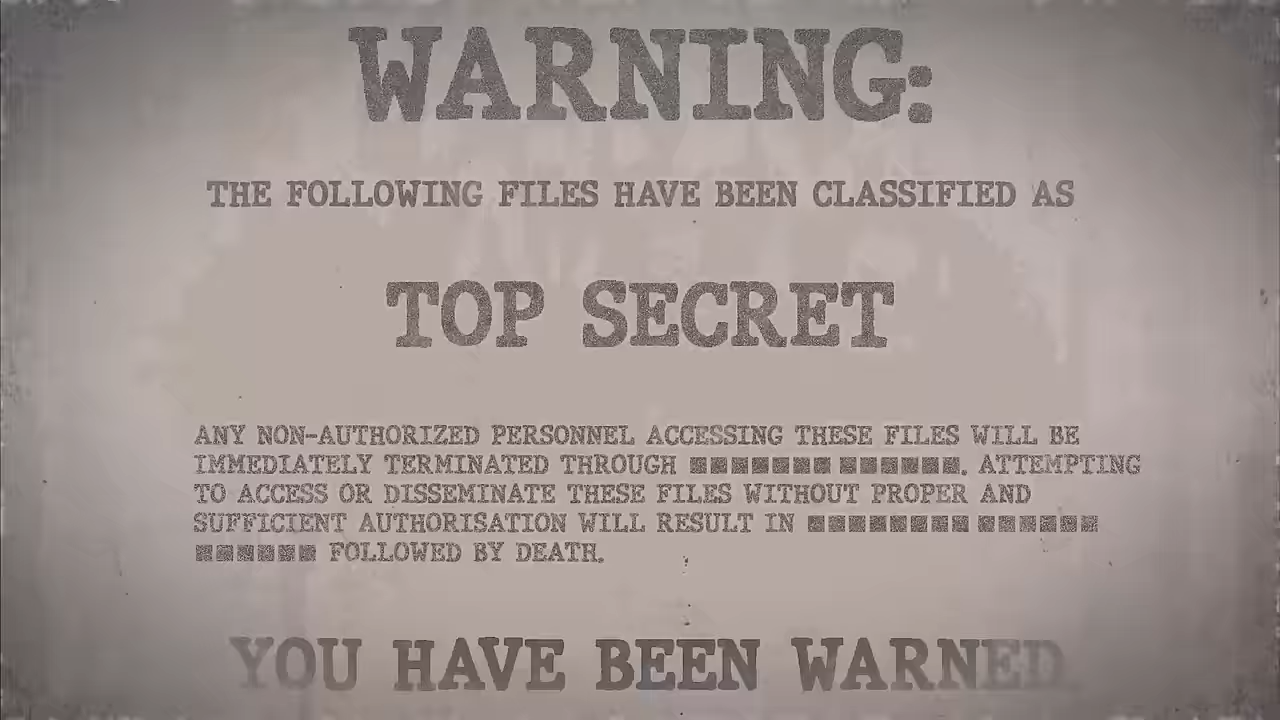 WARNING:
THE FOLLOWING FILES HAVE BEEN CLASSIFIED AS
TOP SECRET
ANY NON-AUTHORIZED PERSONNEL ACCESSING THESE FILES WILL BE
IMMEDIATELY TERMINATED THROUGH ■■■■■■■ ■■■■■■. ATTEMPTING
TO ACCESS OR DISSEMINATE THESE FILES WITHOUT PROPER AND
SUFFICIENT AUTHORISATION WILL RESULT IN ■■■■■■■■ ■■■■■■
■■■■■■ FOLLOWED BY DEATH.
YOU HAVE BEEN WARNED